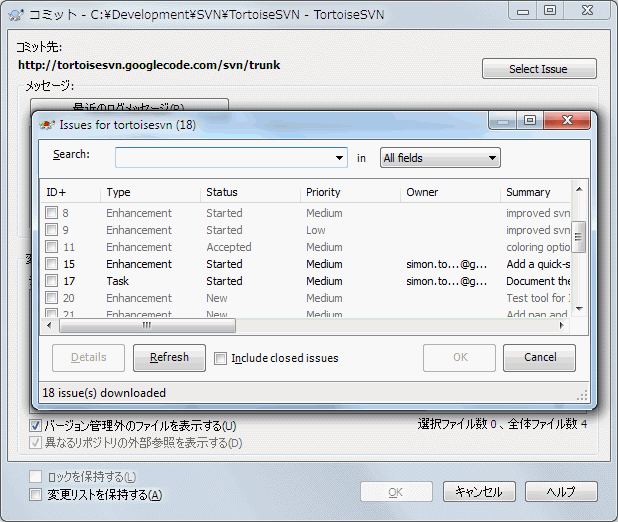 コミット - C:¥Development¥SVN¥TortoiseSVN - TortoiseSVN
コミット先:
http://tortoisesvn.googlecode.com/svn/trunk
Select Issue
メッセージ:
最近のログメッセージ(R)
Issues for tortoisesvn (18)
Search: in All fields
ID+ Type Status Priority Owner Summary
8 Enhancement Started Medium improved svn
9 Enhancement Started Low improved svn
11 Enhancement Accepted Medium coloring optio
15 Enhancement Started Medium simon.to...@g... Add a quick-s
17 Task Started Medium simon.to...@g... Document the
20 Enhancement New Medium Test tool for
21 Enhancement New Medium Add pan and
Details Refresh Include closed issues OK Cancel
18 issue(s) downloaded
バージョン管理外のファイルを表示する(U) 選択ファイル数 0 、全体ファイル数 4
異なるリポジトリの外部参照を表示する(D)
ロックを保持する(L)
変更リストを保持する(A)
OK キャンセル ヘルプ